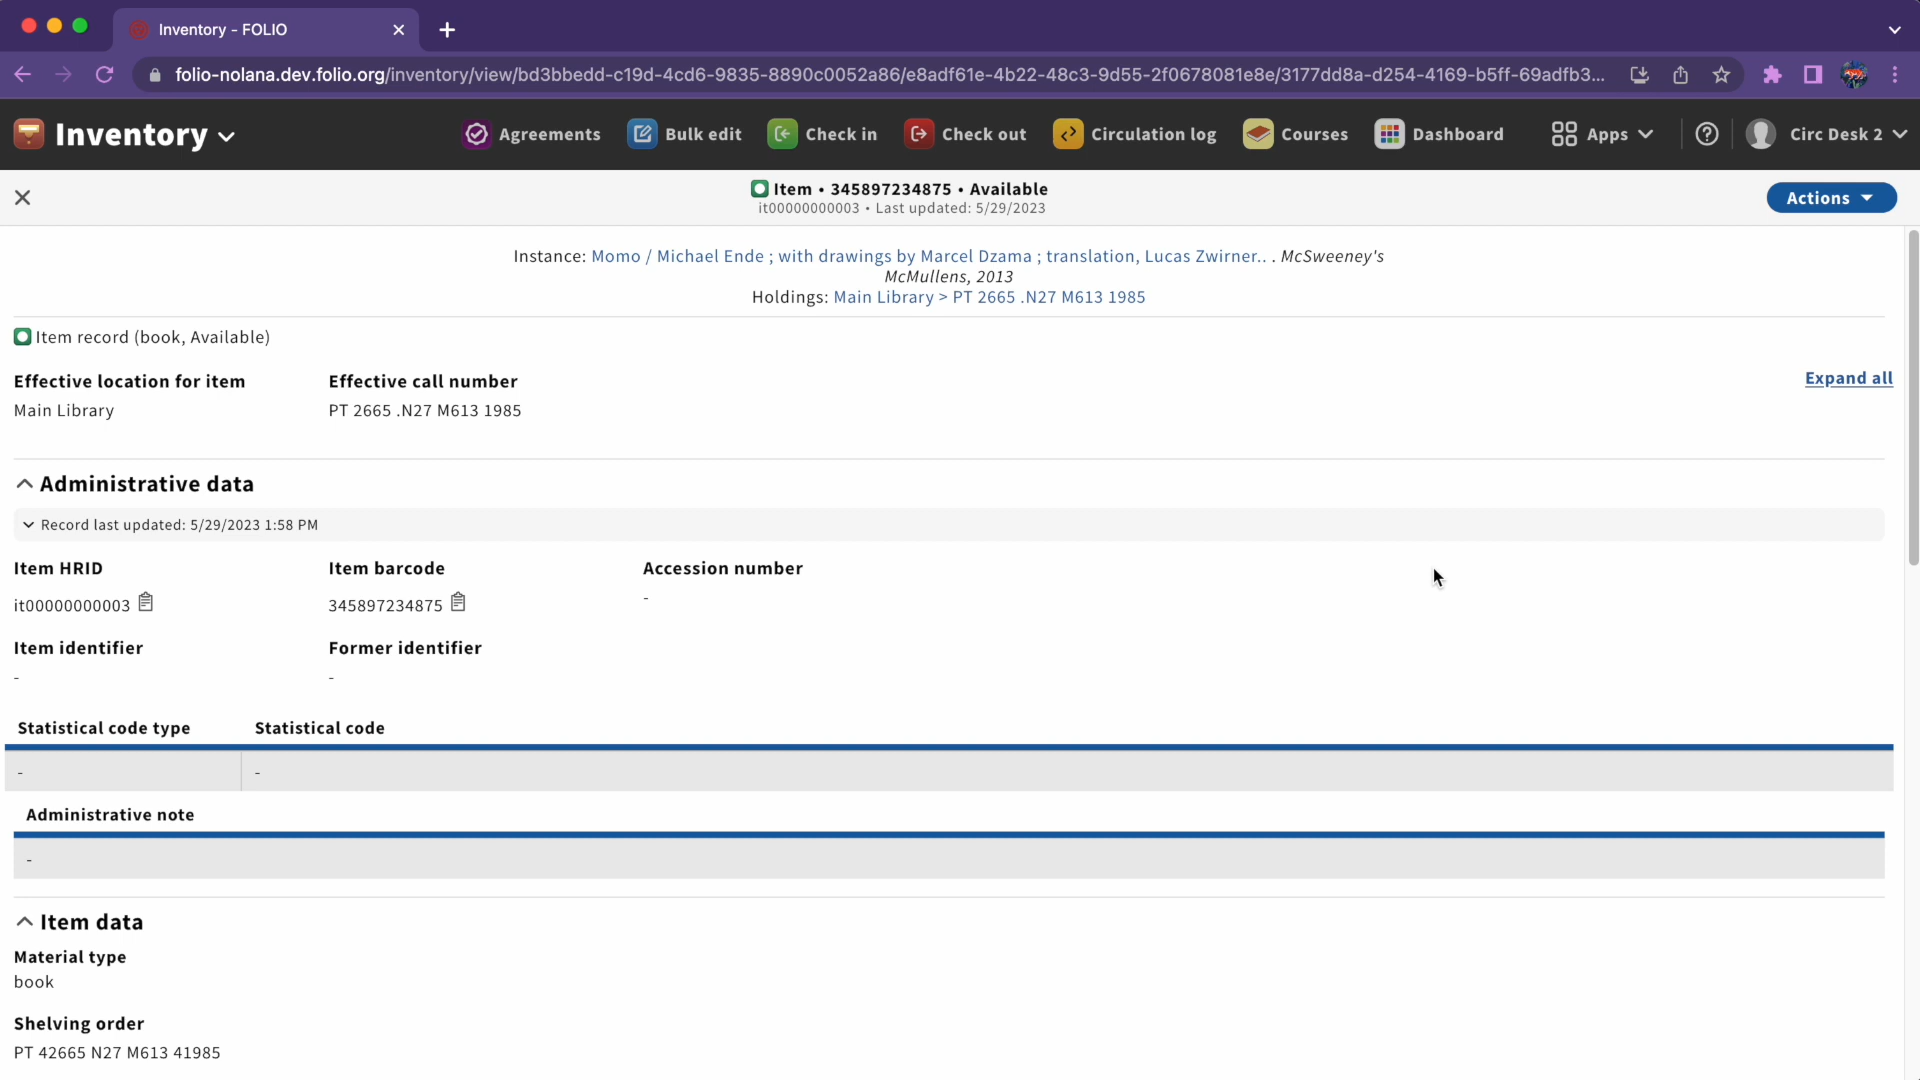 Inventory - FOLIO
folio-nolana.dev.folio.org/inventory/view/bd3bbedd-c19d-4cd6-9835-8890c0052a86/e8adf61e-4b22-48c3-9d55-2f0678081e8e/3177dd8a-d254-4169-b5ff-69adfb3...
Inventory Agreements Bulk edit Check in Check out Circulation log Courses Dashboard Apps Circ Desk 2
Item • 345897234875 • Available
it00000000003 • Last updated: 5/29/2023
Actions
Instance: Momo / Michael Ende ; with drawings by Marcel Dzama ; translation, Lucas Zwirner.. . McSweeney's
McMullens, 2013
Holdings: Main Library > PT 2665 .N27 M613 1985
Item record (book, Available)
Effective location for item Effective call number Expand all
Main Library PT 2665 .N27 M613 1985
Administrative data
Record last updated: 5/29/2023 1:58 PM
Item HRID Item barcode Accession number
it00000000003 345897234875 -
Item identifier Former identifier
- -
Statistical code type Statistical code
- -
Administrative note
-
Item data
Material type
book
Shelving order
PT 42665 N27 M613 41985